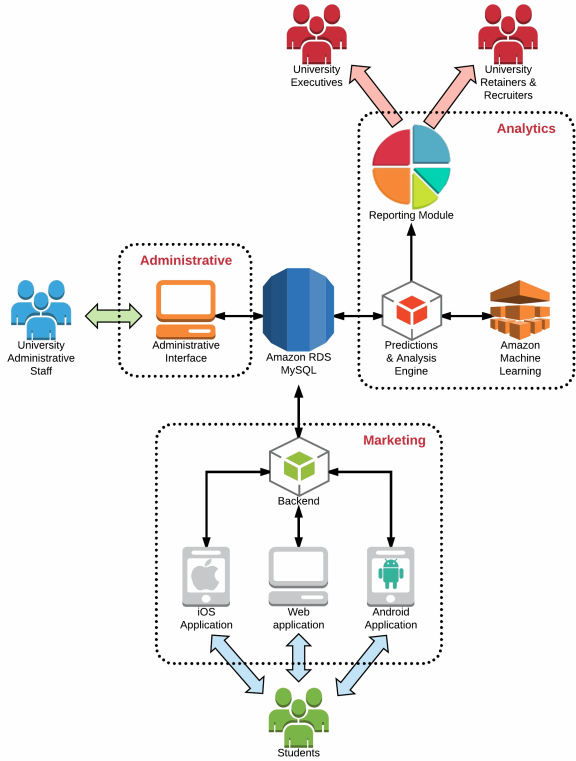 University
Executives
University
Retainers &
Recruiters
Analytics
Reporting Module
Administrative
University
Administrative
Staff
Administrative
Interface
Amazon RDS
MySQL
Predictions
& Analysis
Engine
Amazon
Machine
Learning
Marketing
Backend
iOS
Application
Web
application
Android
Application
Students